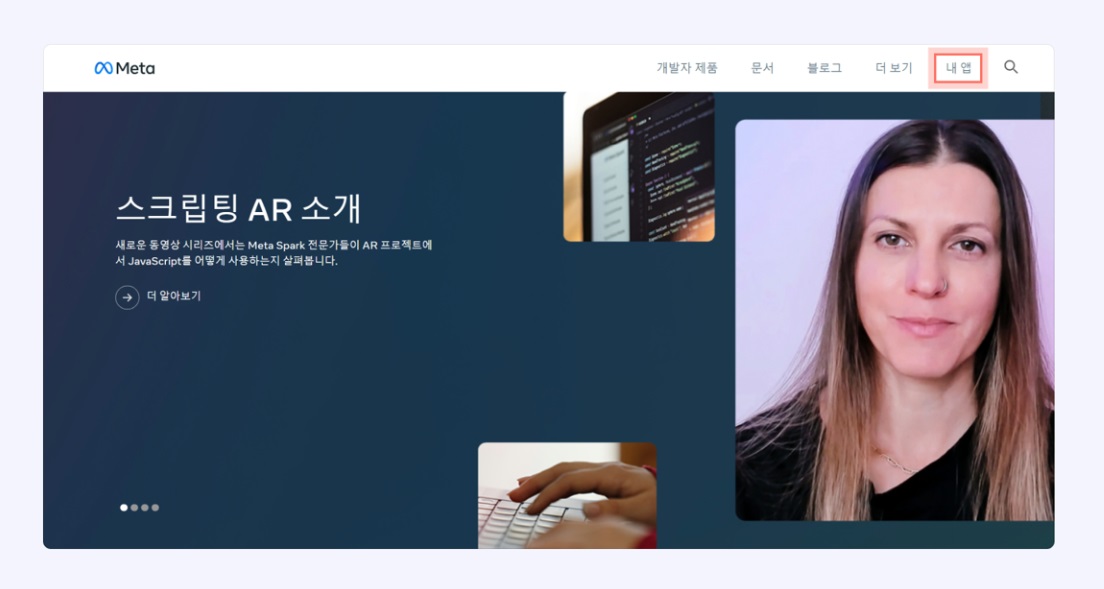 Meta
개발자 제품
문서
블로그
더 보기
내 앱
스크립팅 AR 소개
새로운 동영상 시리즈에서는 Meta Spark 전문가들이 AR 프로젝트에
서 JavaScript를 어떻게 사용하는지 살펴봅니다.
더 알아보기